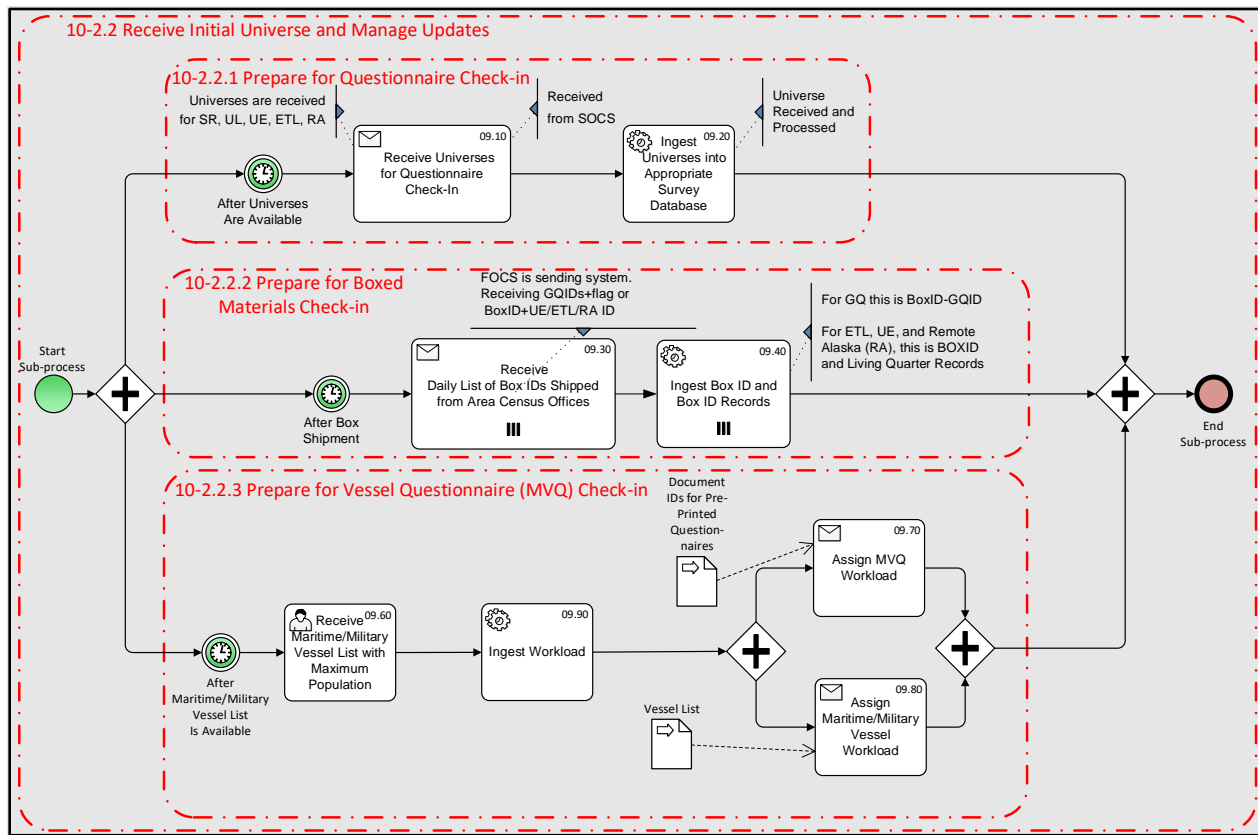 10-2.2 Receive Initial Universe and Manage Updates
10-2.2.1 Prepare for Questionnaire Check-in
Universes are received
for SR, UL, UE, ETL, RA
Received
from SOCS
Universe
Received and
Processed
09.10
Receive Universes
for Questionnaire
Check-In
09.20
Ingest
Universes into
Appropriate
Survey
Database
After Universes
Are Available
10-2.2.2 Prepare for Boxed
Materials Check-in
FOCS is sending system.
Receiving GQIDs+flag or
BoxID+UE/ETL/RA ID
For GQ this is BoxID-GQID
For ETL, UE, and Remote
Alaska (RA), this is BOXID
and Living Quarter Records
Start
Sub-process
09.30
Receive
Daily List of Box IDs Shipped
from Area Census Offices
09.40
Ingest Box ID and
Box ID Records
After Box
Shipment
End
Sub-process
10-2.2.3 Prepare for Vessel Questionnaire (MVQ) Check-in
Document
IDs for Pre-
Printed
Question-
naires
09.70
Assign MVQ
Workload
09.60
Receive
Maritime/Military
Vessel List with
Maximum
Population
09.90
Ingest Workload
After
Maritime/Military
Vessel List
Is Available
Vessel List
09.80
Assign
Maritime/Military
Vessel
Workload